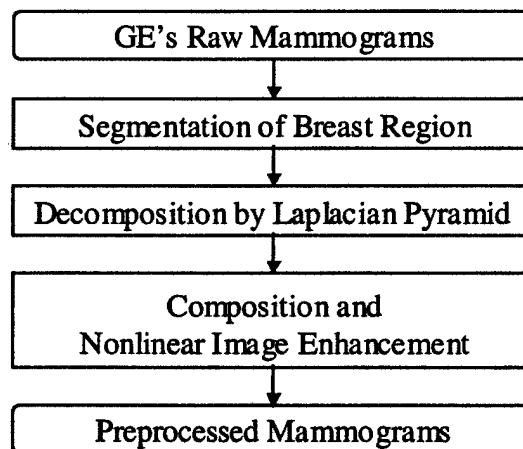 GE's Raw Mammograms
Segmentation of Breast Region
Decomposition by Laplacian Pyramid
Composition and
Nonlinear Image Enhancement
Preprocessed Mammograms